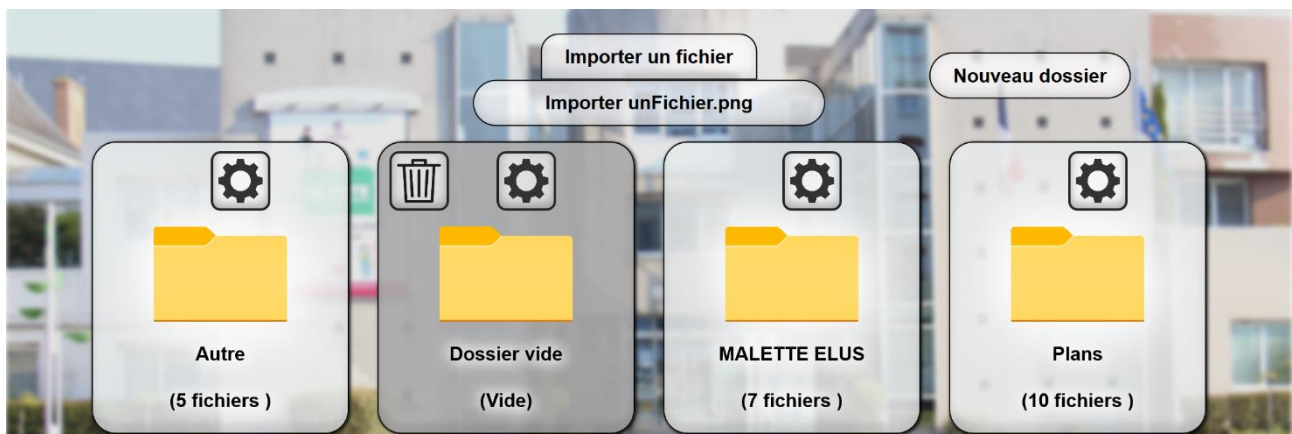 Importer un fichier
Nouveau dossier
Importer unFichier.png
Autre
(5 fichiers )
Dossier vide
(Vide)
MALETTE ELUS
(7 fichiers )
Plans
(10 fichiers )